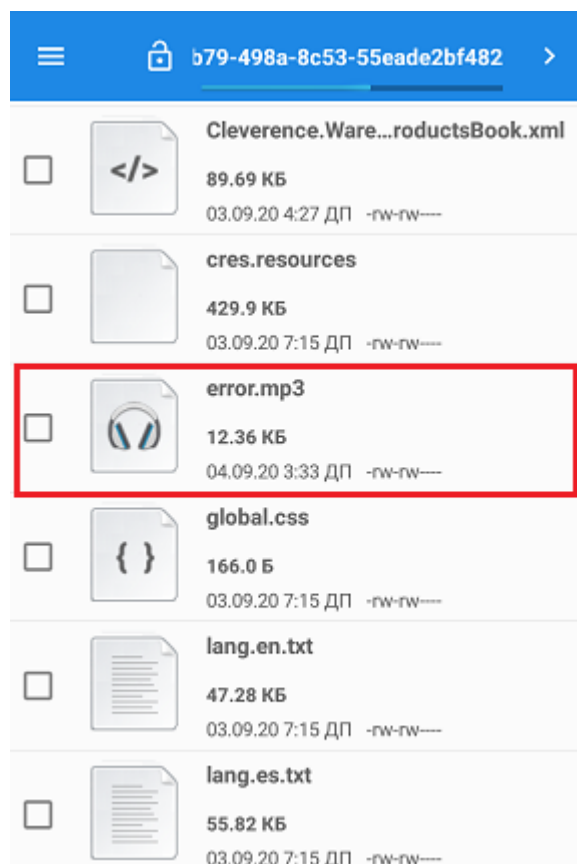 b79-498a-8c53-55eade2bf482
Cleverence.Ware...roductsBook.xml
</>
89.69 КБ
03.09.20 4:27 ДП -rw-rw----
cres.resources
429.9 КБ
03.09.20 7:15 ДП -rw-rw----
error.mp3
12.36 КБ
04.09.20 3:33 ДП -rw-rw----
global.css
{ }
166.0 Б
03.09.20 7:15 ДП -rw-rw----
lang.en.txt
47.28 КБ
03.09.20 7:15 ДП -rw-rw----
lang.es.txt
55.82 КБ
03.09.20 7:15 ДП -rw-rw----